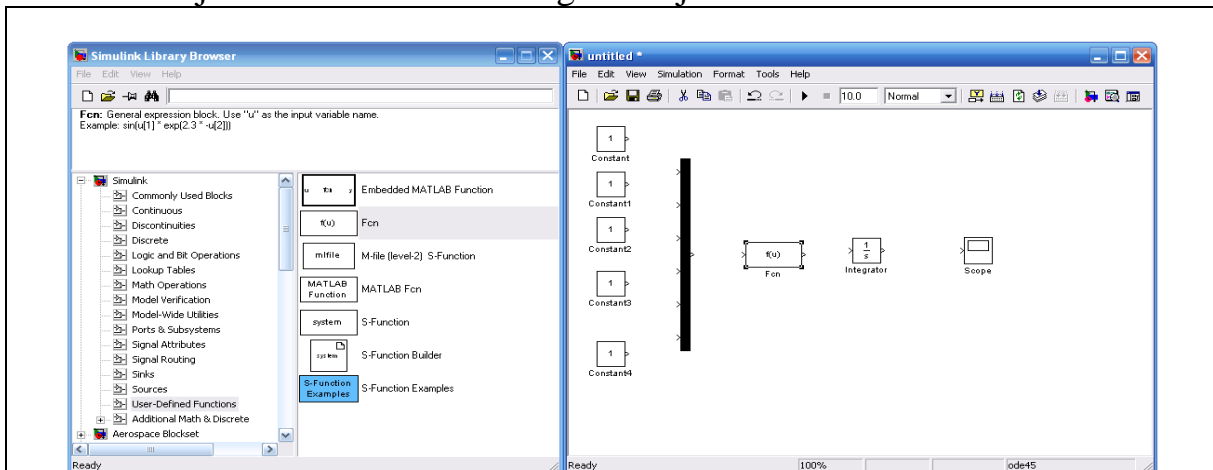 Simulink Library Browser
File Edit View Help
Fcn: General expression block. Use "u" as the input variable name.
Example: sin(u[1] * exp(2.3 * -u[2]))
Simulink
Commonly Used Blocks
Continuous
Discontinuities
Discrete
Logic and Bit Operations
Lookup Tables
Math Operations
Model Verification
Model-Wide Utilities
Ports & Subsystems
Signal Attributes
Signal Routing
Sinks
Sources
User-Defined Functions
Additional Math & Discrete
Aerospace Blockset
u fcn y Embedded MATLAB Function
f(u) Fcn
mlfile M-file (level-2) S-Function
MATLAB Function MATLAB Fcn
system S-Function
system S-Function Builder
S-Function Examples S-Function Examples
Ready
untitled *
File Edit View Simulation Format Tools Help
10.0 Normal
1
Constant
1
Constant1
1
Constant2
1
Constant3
1
Constant4
f(u)
Fcn
1
s
Integrator
Scope
Ready 100% ode45